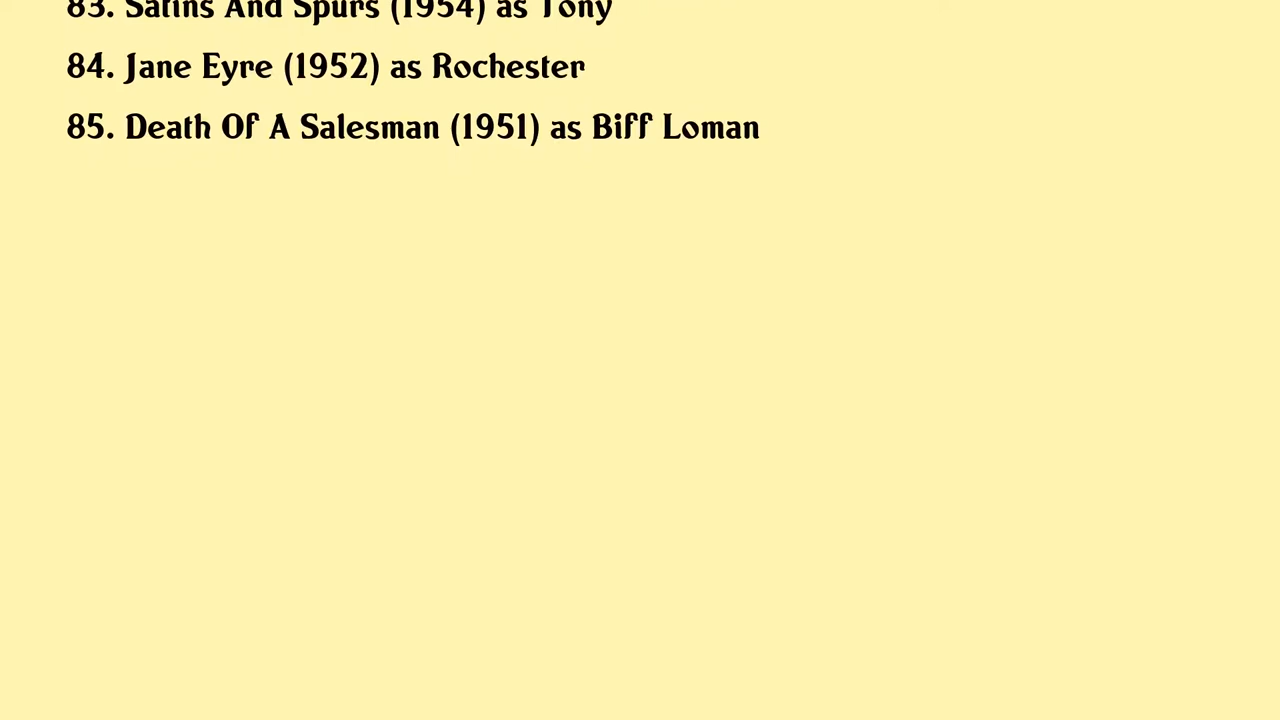 83. Satins And Spurs (1954) as Tony
84. Jane Eyre (1952) as Rochester
85. Death Of A Salesman (1951) as Biff Loman